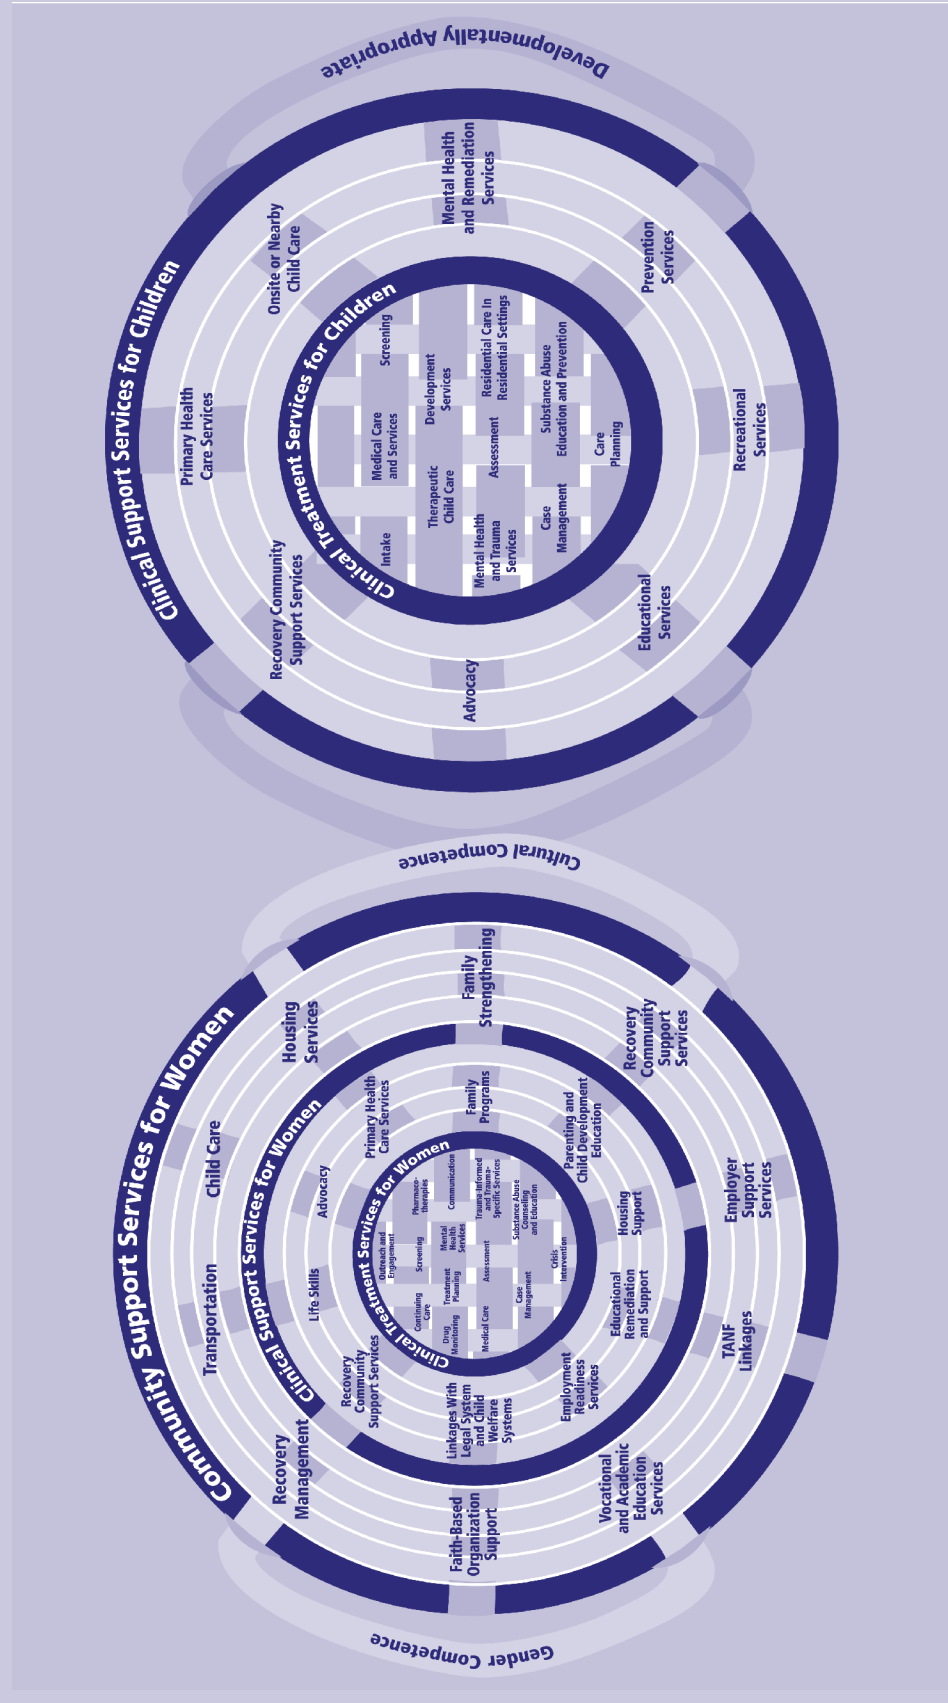 Gender Competence
Cultural Competence
Developmentally Appropriate
Community Support Services for Women
Recovery
Management
Transportation
Child Care
Housing
Services
Family
Strengthening
Recovery
Community
Support
Services
Employer
Support
Services
TANF
Linkages
Vocational
and Academic
Education
Services
Faith-Based
Organization
Support
Clinical Support Services for Women
Recovery
Community
Support Services
Life Skills
Advocacy
Primary Health
Care Services
Family
Programs
Parenting and
Child Development
Education
Housing
Support
Educational
Remediation
and Support
Employment
Readiness
Services
Linkages With
Legal System
and Child
Welfare
Systems
Clinical Treatment Services for Women
Outreach and
Engagement
Continuing
Care
Screening
Pharmaco-
therapies
Drug
Monitoring
Treatment
Planning
Mental
Health
Services
Communication
Medical Care
Assessment
Trauma-Informed
and Trauma-
Specific Services
Case
Management
Substance Abuse
Counseling
and Education
Crisis
Intervention
Clinical Support Services for Children
Recovery Community
Support Services
Primary Health
Care Services
Onsite or Nearby
Child Care
Mental Health
and Remediation
Services
Prevention
Services
Recreational
Services
Educational
Services
Advocacy
Clinical Treatment Services for Children
Intake
Medical Care
and Services
Screening
Therapeutic
Child Care
Development
Services
Mental Health
and Trauma
Services
Assessment
Residential Care In
Residential Settings
Case
Management
Substance Abuse
Education and Prevention
Care
Planning